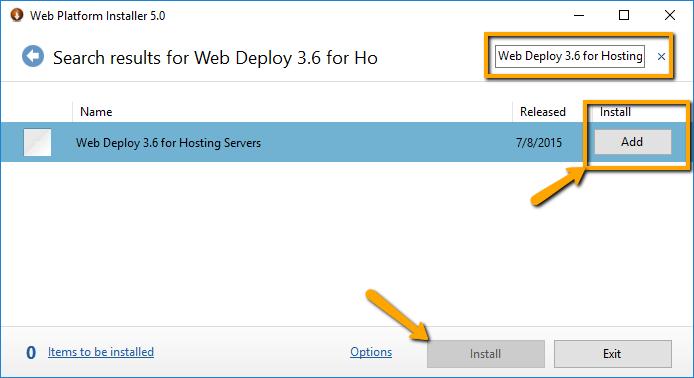 Web Platform Installer 5.0
Search results for Web Deploy 3.6 for Ho
Web Deploy 3.6 for Hosting
×
Name Released Install
Web Deploy 3.6 for Hosting Servers 7/8/2015 Add
0 Items to be installed Options Install Exit